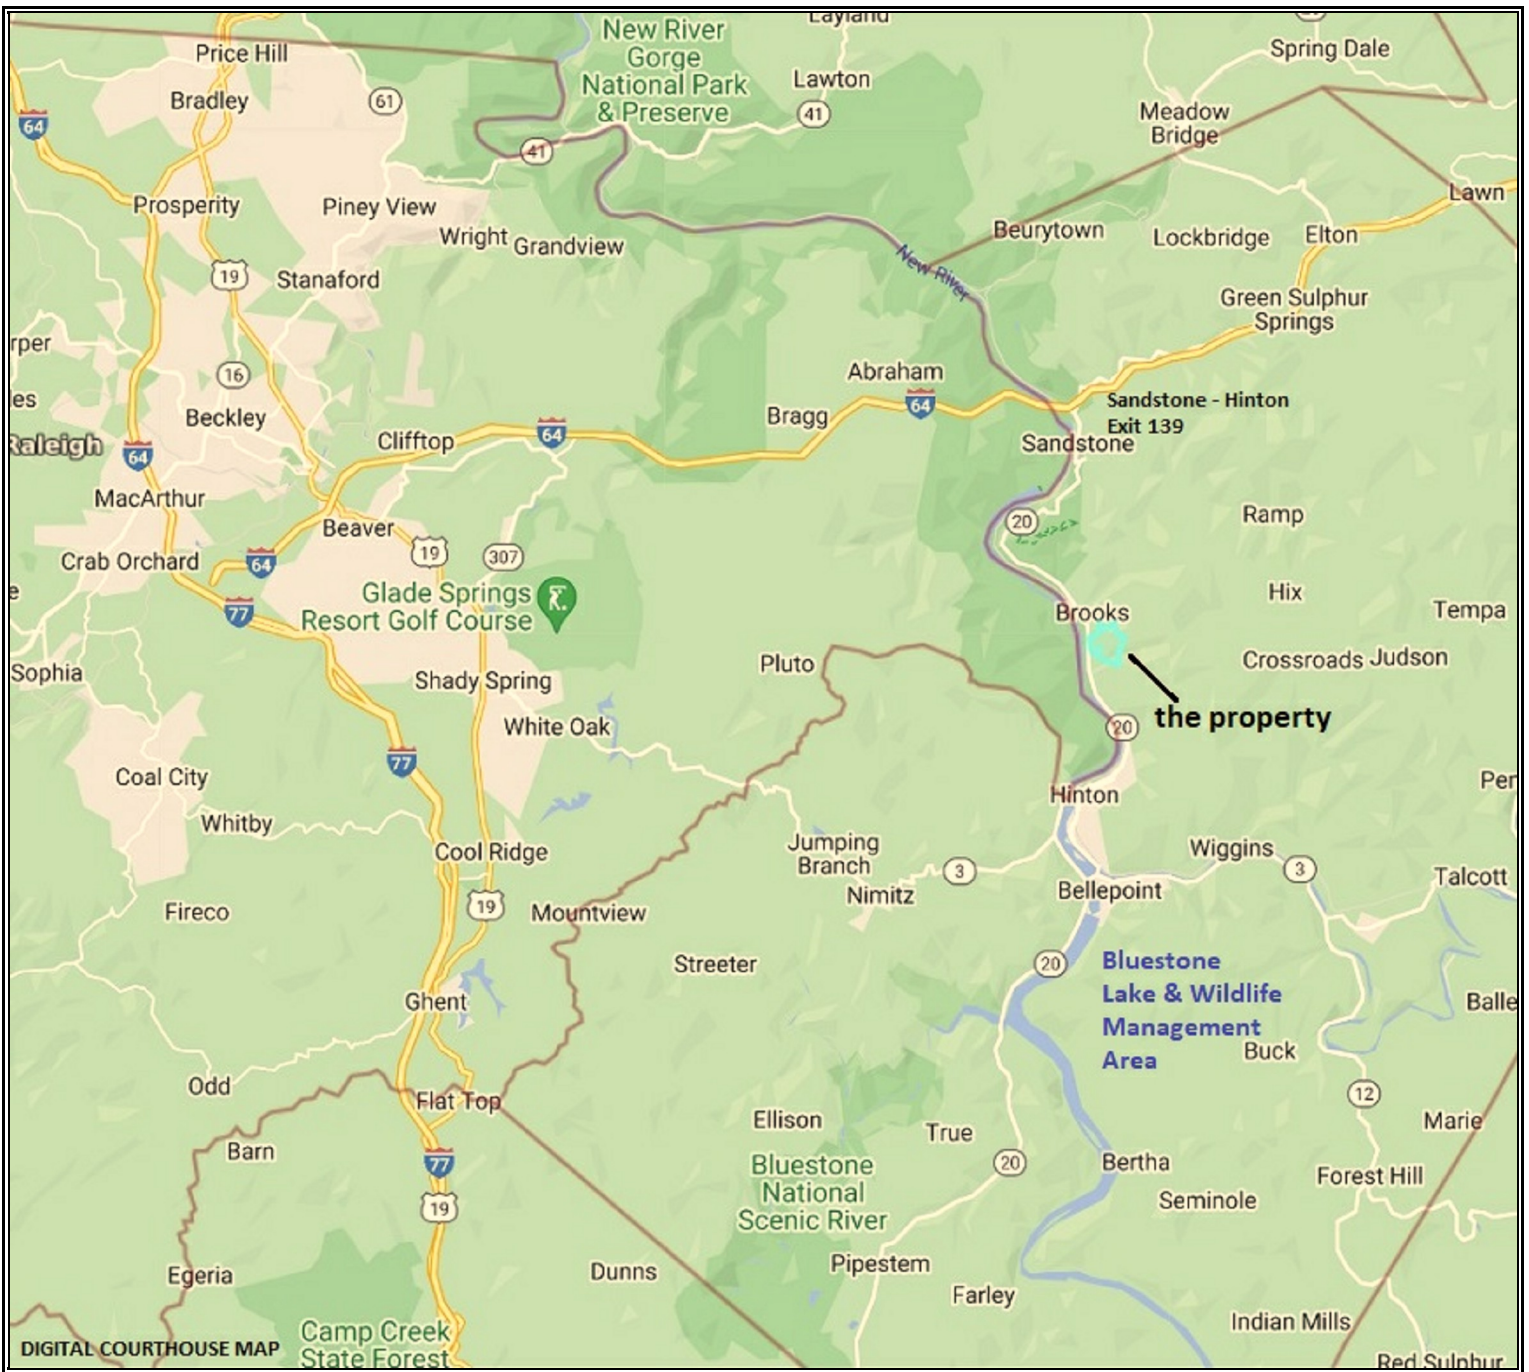 Layland
New River
Gorge
National Park
& Preserve
Price Hill
Spring Dale
Lawton
Bradley
61
41
Meadow
Bridge
64
41
Prosperity
Piney View
Lawn
Wright
Grandview
Beurytown
Lockbridge
Elton
New River
19
Stanaford
Green Sulphur
Springs
rper
16
Abraham
es
Beckley
Bragg
64
Sandstone - Hinton
Exit 139
Raleigh
64
Clifftop
64
Sandstone
MacArthur
Beaver
20
Ramp
Crab Orchard
64
19
307
e
77
Glade Springs
Resort Golf Course
Brooks
Hix
Tempa
Sophia
Shady Spring
Pluto
Crossroads
Judson
White Oak
20
the property
77
Coal City
Hinton
Per
Whitby
Cool Ridge
Jumping
Branch
Nimitz
3
Wiggins
3
Bellepoint
Talcott
Fireco
19
Mountview
Streeter
20
Bluestone
Lake & Wildlife
Management
Area
Ghent
Balle
Buck
Odd
Flat Top
12
Ellison
True
Marie
Barn
77
20
Bertha
Forest Hill
Bluestone
National
Scenic River
19
Seminole
Egeria
Dunns
Pipestem
Farley
Indian Mills
DIGITAL COURTHOUSE MAP
Camp Creek
State Forest
Red Sulphur